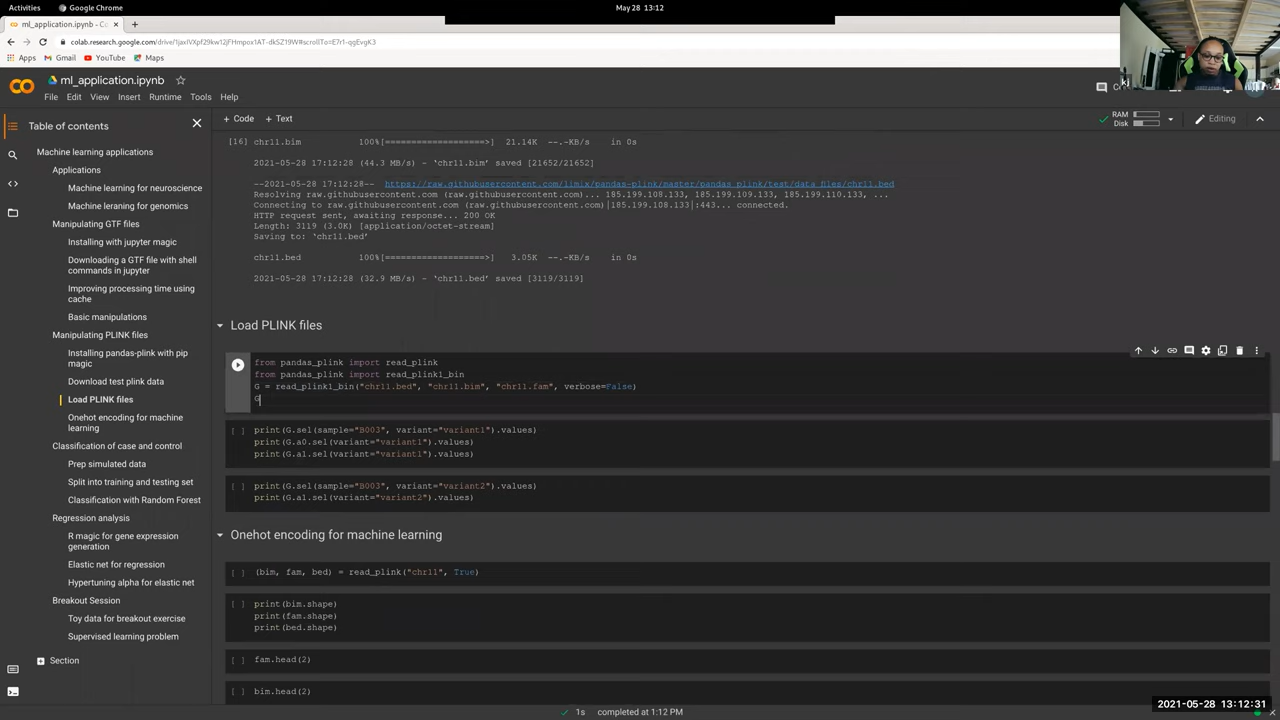 Activities
Google Chrome
May 28 13:12
ml_application.ipynb - Co
colab.research.google.com/drive/1jaxiVXpf29kw12jFHmpox1AT-dkSZ19W#scrollTo=E7r1-qgEvgK3
Apps Gmail YouTube Maps
ml_application.ipynb
File Edit View Insert Runtime Tools Help
kj
+ Code + Text
RAM
Disk
Editing
Table of contents
Machine learning applications
Applications
Machine learning for neuroscience
Machine leraning for genomics
Manipulating GTF files
Installing with jupyter magic
Downloading a GTF file with shell
commands in jupyter
Improving processing time using
cache
Basic manipulations
Manipulating PLINK files
Installing pandas-plink with pip
magic
Download test plink data
Load PLINK files
Onehot encoding for machine
learning
Classification of case and control
Prep simulated data
Split into training and testing set
Classification with Random Forest
Regression analysis
R magic for gene expression
generation
Elastic net for regression
Hypertuning alpha for elastic net
Breakout Session
Toy data for breakout exercise
Supervised learning problem
Section
[16] chr11.bim 100%[===================>] 21.14K --.-KB/s in 0s
2021-05-28 17:12:28 (44.3 MB/s) - ‘chr11.bim’ saved [21652/21652]
--2021-05-28 17:12:28-- https://raw.githubusercontent.com/limix/pandas-plink/master/pandas_plink/test/data_files/chr11.bed
Resolving raw.githubusercontent.com (raw.githubusercontent.com)... 185.199.108.133, 185.199.109.133, 185.199.110.133, ...
Connecting to raw.githubusercontent.com (raw.githubusercontent.com)|185.199.108.133|:443... connected.
HTTP request sent, awaiting response... 200 OK
Length: 3119 (3.0K) [application/octet-stream]
Saving to: ‘chr11.bed’
chr11.bed 100%[===================>] 3.05K --.-KB/s in 0s
2021-05-28 17:12:28 (32.9 MB/s) - ‘chr11.bed’ saved [3119/3119]
Load PLINK files
from pandas_plink import read_plink
from pandas_plink import read_plink1_bin
G = read_plink1_bin("chr11.bed", "chr11.bim", "chr11.fam", verbose=False)
G
[ ] print(G.sel(sample="B003", variant="variant1").values)
print(G.a0.sel(variant="variant1").values)
print(G.a1.sel(variant="variant1").values)
[ ] print(G.sel(sample="B003", variant="variant2").values)
print(G.a1.sel(variant="variant2").values)
Onehot encoding for machine learning
[ ] (bim, fam, bed) = read_plink("chr11", True)
[ ] print(bim.shape)
print(fam.shape)
print(bed.shape)
[ ] fam.head(2)
[ ] bim.head(2)
1s completed at 1:12 PM
2021-05-28 13:12:31